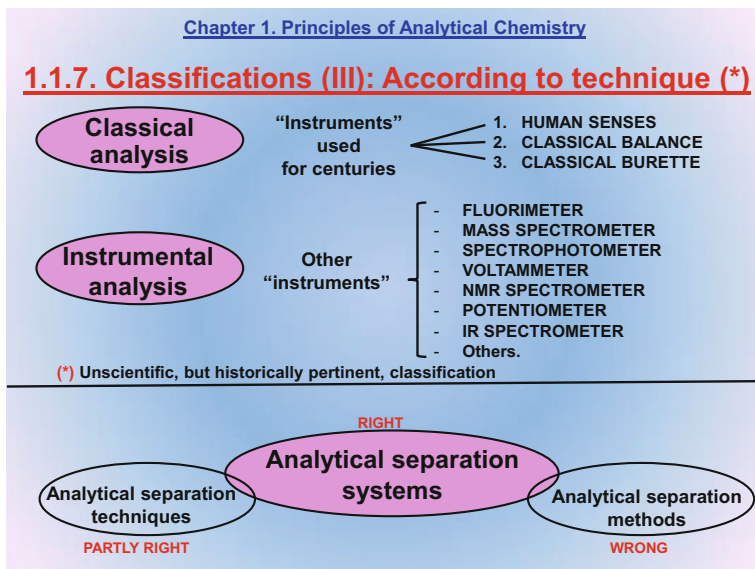 Chapter 1. Principles of Analytical Chemistry
1.1.7. Classifications (III): According to technique (*)
Classical
analysis
“Instruments”
used
for centuries
1. HUMAN SENSES
2. CLASSICAL BALANCE
3. CLASSICAL BURETTE
Instrumental
analysis
Other
“instruments”
- FLUORIMETER
- MASS SPECTROMETER
- SPECTROPHOTOMETER
- VOLTAMMETER
- NMR SPECTROMETER
- POTENTIOMETER
- IR SPECTROMETER
- Others.
(*) Unscientific, but historically pertinent, classification
RIGHT
Analytical separation
systems
Analytical separation
techniques
PARTLY RIGHT
Analytical separation
methods
WRONG